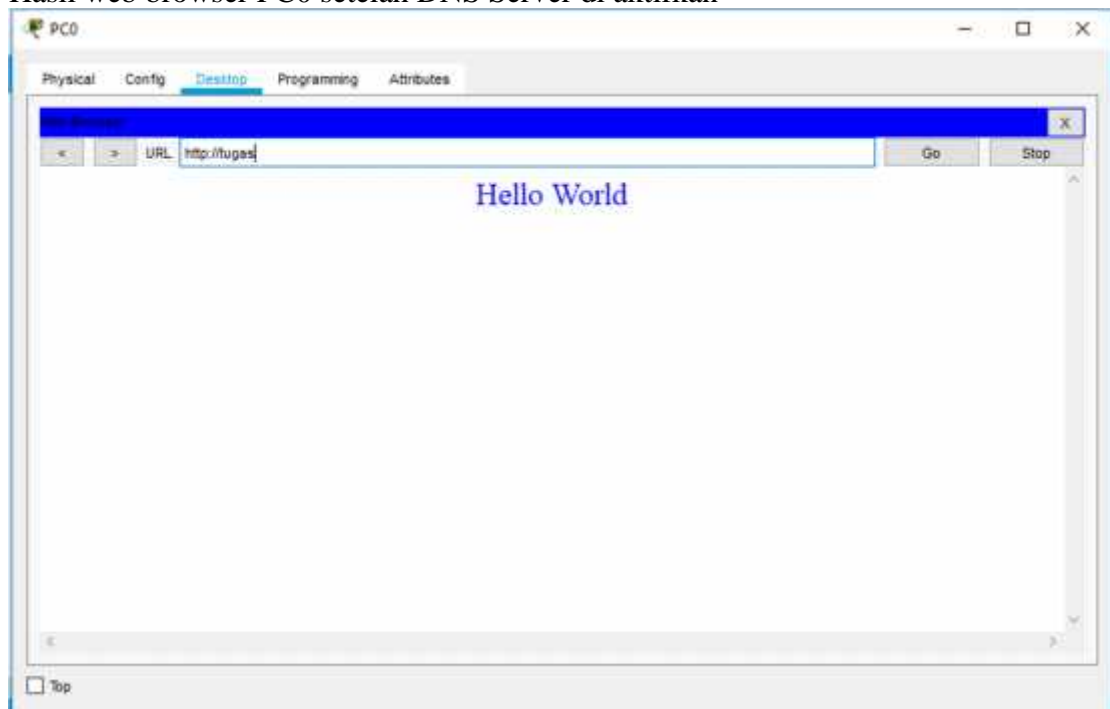 Hasil web browser PC0 setelah DNS Server di aktifkan
PC0
Physical Config Desktop Programming Attributes
X
< > URL http://tugas Go Stop
Hello World
Top